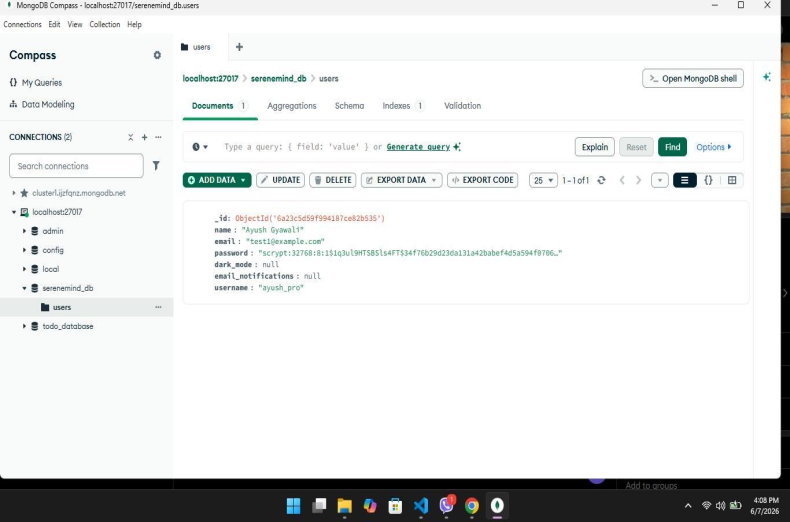 MongoDB Compass - localhost:27017/serenemind_db.users
Connections Edit View Collection Help
Compass
My Queries
Data Modeling
CONNECTIONS (2)
Search connections
cluster1.ijzfqnz.mongodb.net
localhost:27017
admin
config
local
serenemind_db
users
todo_database
users
localhost:27017 > serenemind_db > users
Open MongoDB shell
Documents 1 Aggregations Schema Indexes 1 Validation
Type a query: { field: 'value' } or Generate query
Explain Reset Find Options
ADD DATA UPDATE DELETE EXPORT DATA EXPORT CODE 25 1-1 of 1
_id: ObjectId('6a23c5d59f994187ce82b535')
name : "Ayush Gyawali"
email : "test1@example.com"
password : "scrypt:32768:8:1$1q3ul9HTSB5ls4FT$34f76b29d23da131a42babef4d5a594f0706…"
dark_mode : null
email_notifications : null
username : "ayush_pro"
Add to groups
1
4:08 PM
6/7/2026